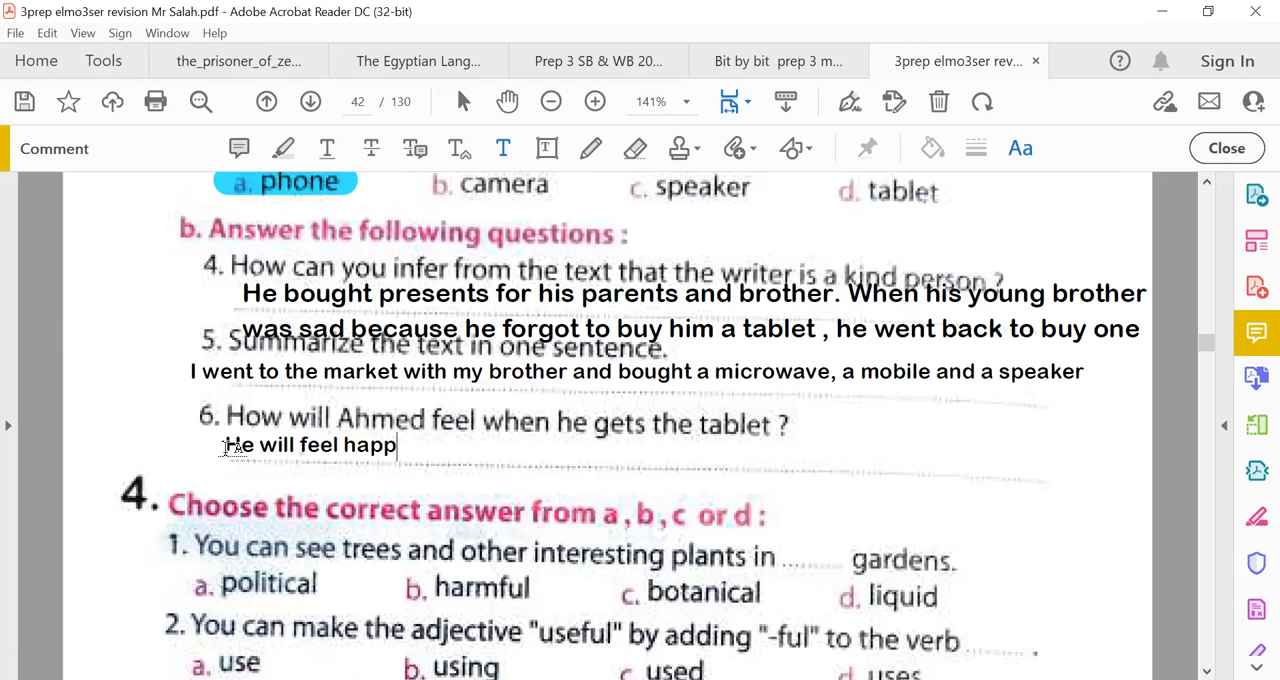 3prep elmo3ser revision Mr Salah.pdf - Adobe Acrobat Reader DC (32-bit)
File Edit View Sign Window Help
Home Tools the_prisoner_of_ze... The Egyptian Lang... Prep 3 SB & WB 20... Bit by bit prep 3 m... 3prep elmo3ser rev... Sign In
42 / 130 141%
Comment Aa Close
a. phone b. camera c. speaker d. tablet
b. Answer the following questions :
4. How can you infer from the text that the writer is a kind person ?
He bought presents for his parents and brother. When his young brother
was sad because he forgot to buy him a tablet , he went back to buy one
5. Summarize the text in one sentence.
I went to the market with my brother and bought a microwave, a mobile and a speaker
6. How will Ahmed feel when he gets the tablet ?
He will feel happ
4. Choose the correct answer from a , b , c or d :
1. You can see trees and other interesting plants in ........ gardens.
a. political b. harmful c. botanical d. liquid
2. You can make the adjective "useful" by adding "-ful" to the verb ........ .
a. use b. using c. used d. uses